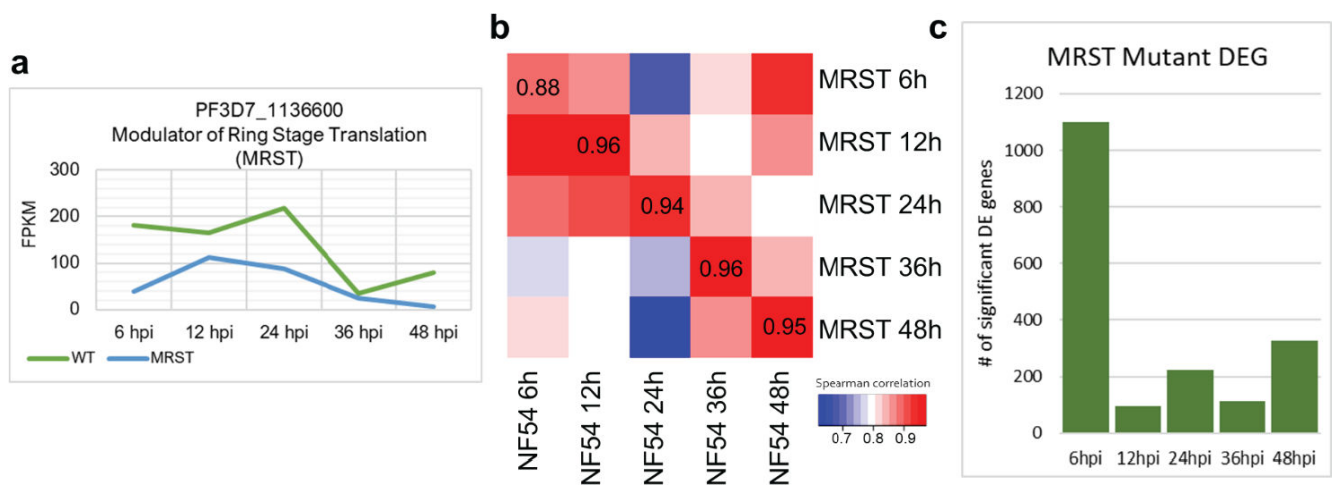 a
PF3D7_1136600
Modulator of Ring Stage Translation
(MRST)
300
200
100
0
FPKM
6 hpi 12 hpi 24 hpi 36 hpi 48 hpi
WT MRST
b
0.88 MRST 6h
0.96 MRST 12h
0.94 MRST 24h
0.96 MRST 36h
0.95 MRST 48h
NF54 6h
NF54 12h
NF54 24h
NF54 36h
NF54 48h
Spearman correlation
0.7 0.8 0.9
c
MRST Mutant DEG
# of significant DE genes
1200
1000
800
600
400
200
0
6hpi 12hpi 24hpi 36hpi 48hpi